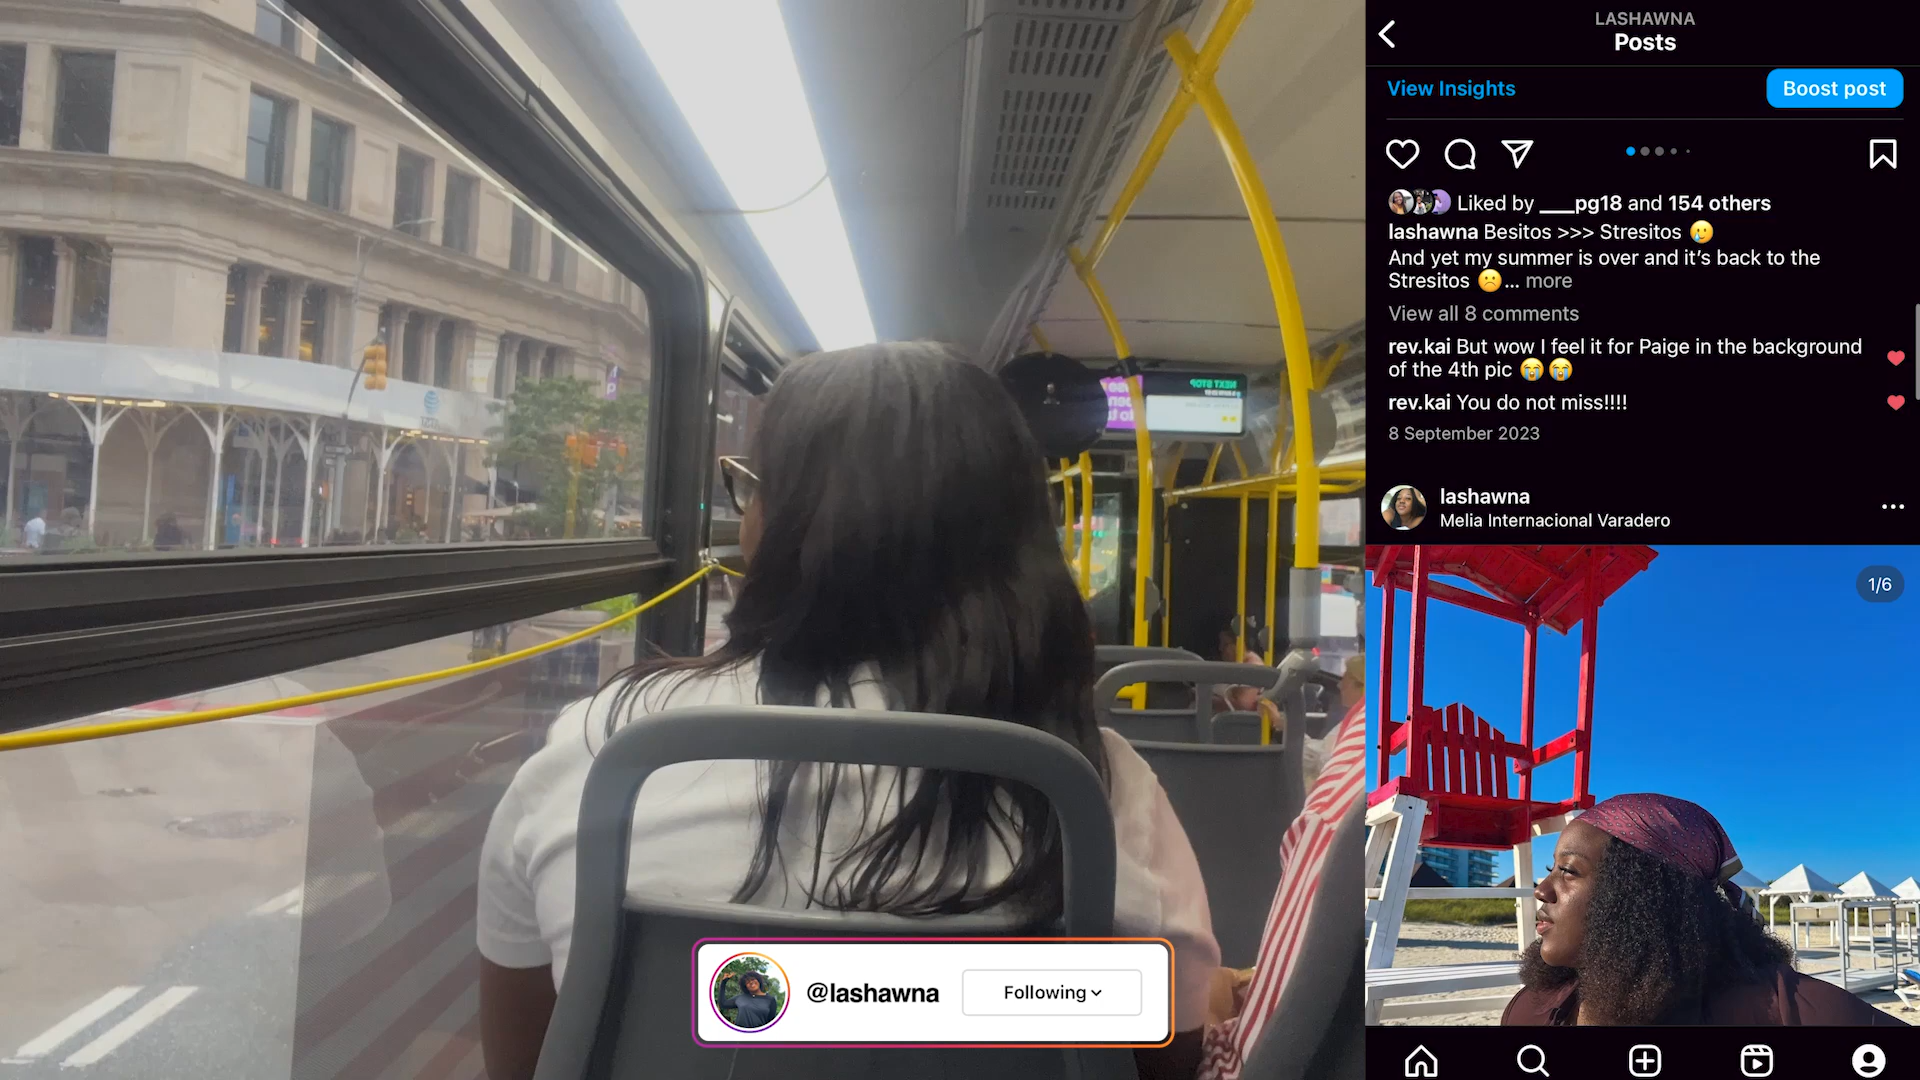 LASHAWNA
Posts
View Insights
Boost post
Liked by ___pg18 and 154 others
lashawna Besitos >>> Stresitos 🥲
And yet my summer is over and it’s back to the
Stresitos ☹️... more
View all 8 comments
rev.kai But wow I feel it for Paige in the background
of the 4th pic 😭😭
rev.kai You do not miss!!!!
8 September 2023
lashawna
Melia Internacional Varadero
1/6
NEXT STOP
@lashawna
Following